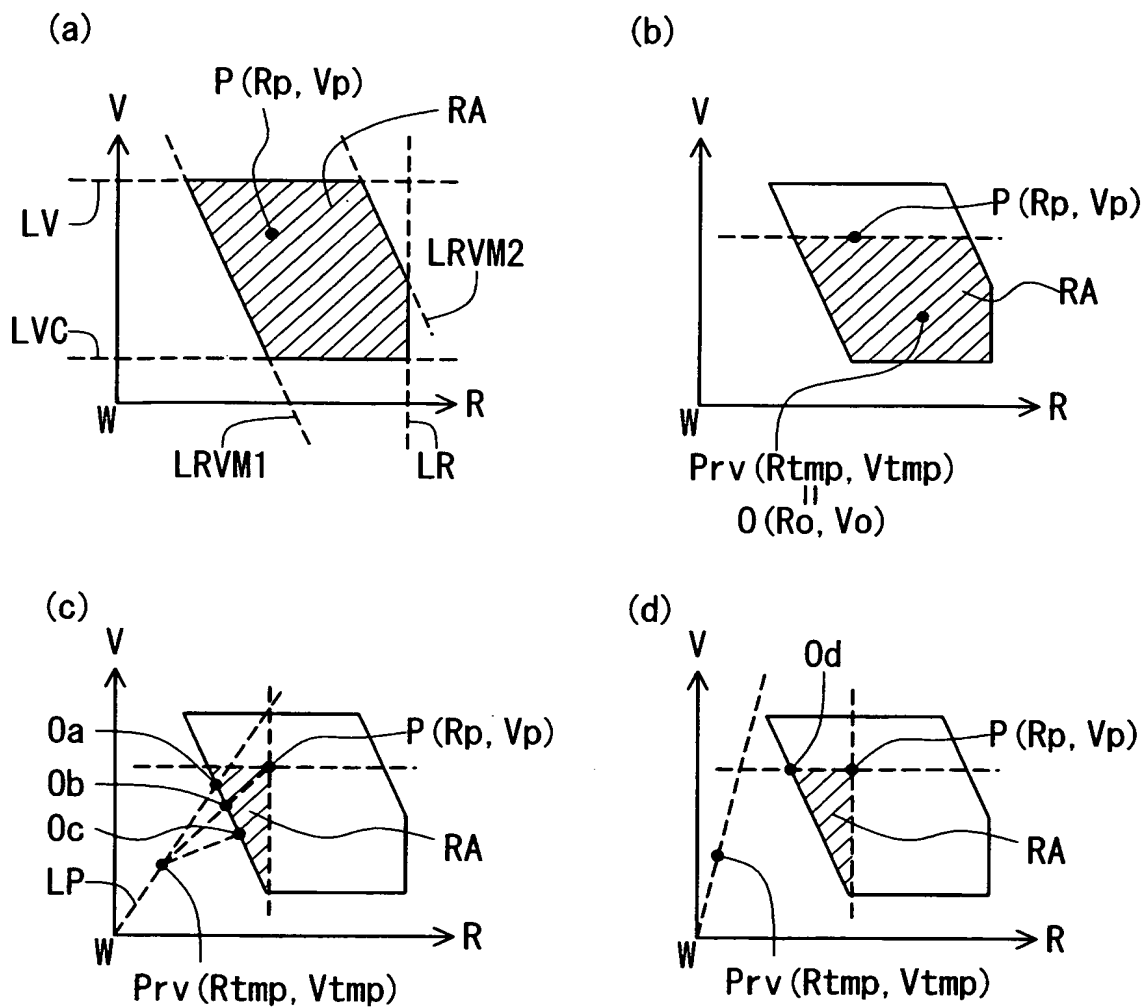 (a)
P(Rp, Vp)
RA
V
LV
LRVM2
LVC
W
R
LRVM1
LR
(b)
V
P(Rp, Vp)
RA
W
R
Prv(Rtmp, Vtmp)
=
O(Ro, Vo)
(c)
V
Oa
P(Rp, Vp)
Ob
Oc
RA
LP
W
R
Prv(Rtmp, Vtmp)
(d)
V
Od
P(Rp, Vp)
RA
W
R
Prv(Rtmp, Vtmp)